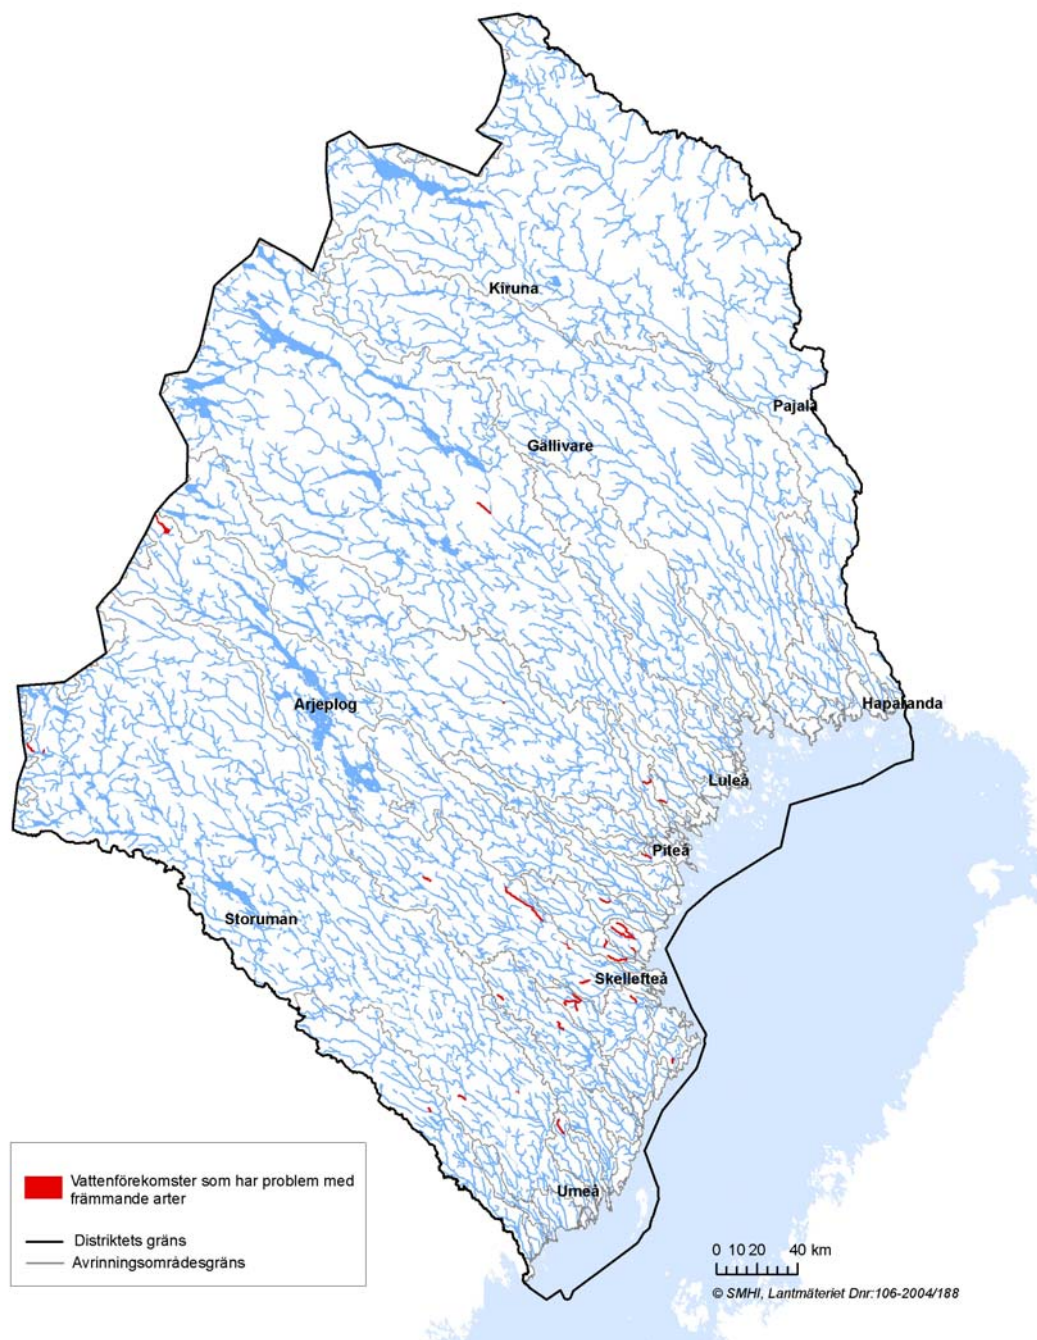 Kiruna
Pajala
Gällivare
Arjeplog
Haparanda
Luleå
Piteå
Storuman
Skellefteå
Umeå
Vattenförekomster som har problem med
främmande arter
Distriktets gräns
Avrinningsområdesgräns
0 10 20 40 km
© SMHI, Lantmäteriet Dnr:106-2004/188